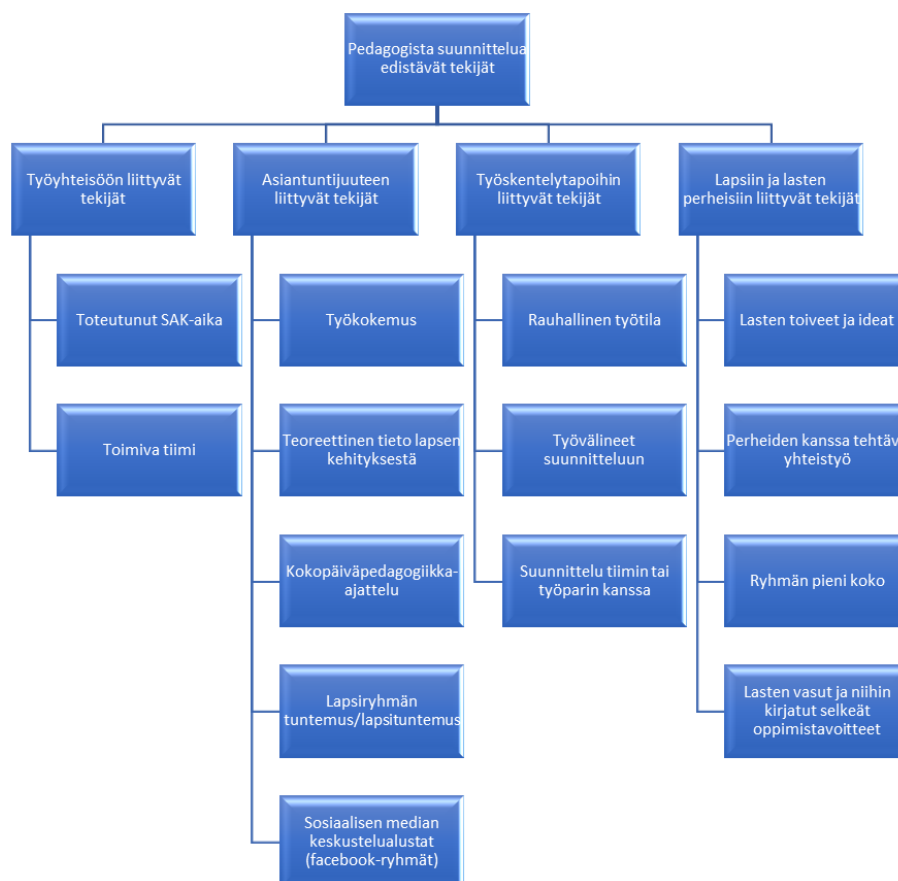 Pedagogista suunnittelua
edistävät tekijät
Työyhteisöön liittyvät
tekijät
Toteutunut SAK-aika
Toimiva tiimi
Asiantuntijuuteen
liittyvät tekijät
Työkokemus
Teoreettinen tieto lapsen
kehityksestä
Kokopäiväpedagogiikka-
ajattelu
Lapsiryhmän
tuntemus/lapsituntemus
Sosiaalisen median
keskustelualustat
(facebook-ryhmät)
Työskentelytapoihin
liittyvät tekijät
Rauhallinen työtila
Työvälineet
suunnitteluun
Suunnittelu tiimin tai
työparin kanssa
Lapsiin ja lasten
perheisiin liittyvät tekijät
Lasten toiveet ja ideat
Perheiden kanssa tehtäv
yhteistyö
Ryhmän pieni koko
Lasten vasut ja niihin
kirjatut selkeät
oppimistavoitteet